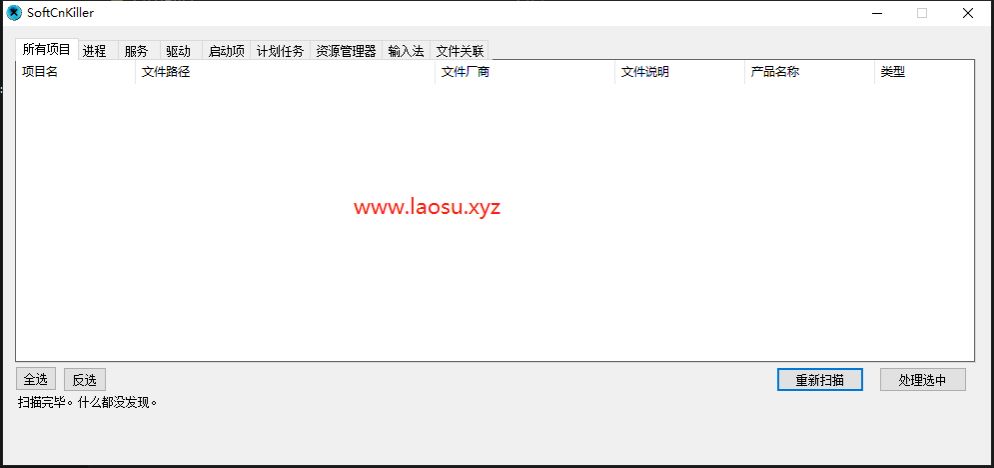 SoftCnKiller
所有项目 进程 服务 驱动 启动项 计划任务 资源管理器 输入法 文件关联
项目名 文件路径 文件厂商 文件说明 产品名称 类型
www.laosu.xyz
全选 反选 重新扫描 处理选中
扫描完毕。什么都没发现。